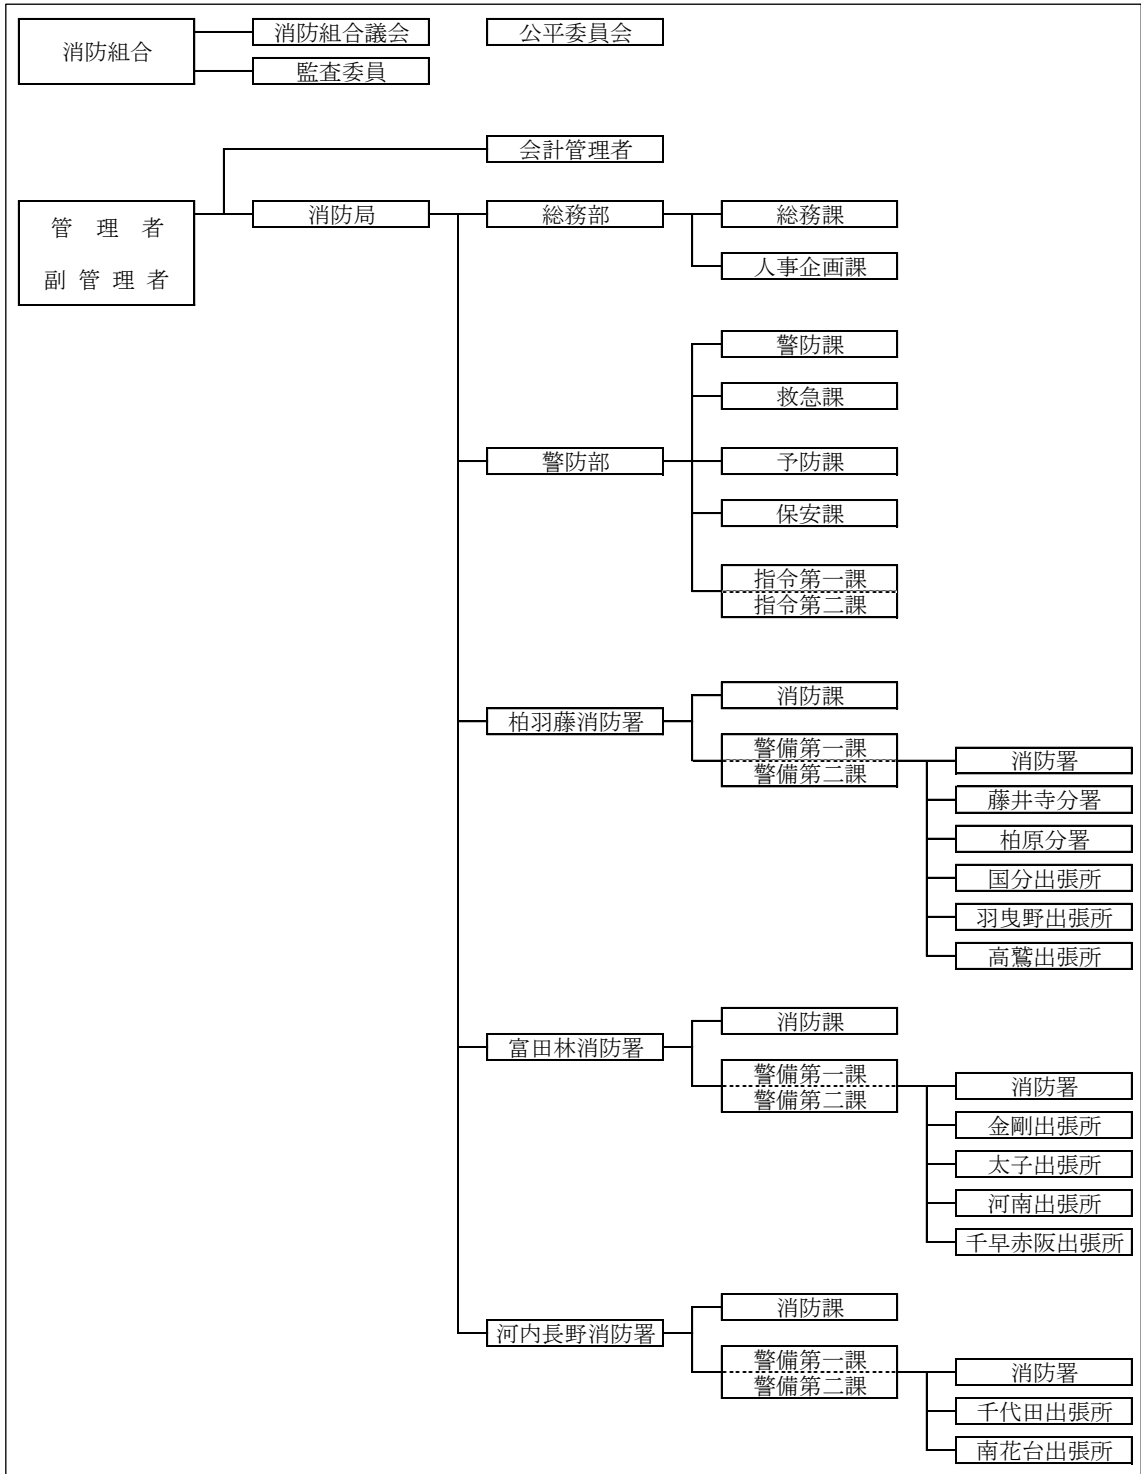 消防組合
消防組合議会
公平委員会
監査委員
会計管理者
管 理 者
副 管 理 者
消防局
総務部
総務課
人事企画課
警防課
救急課
警防部
予防課
保安課
指令第一課
指令第二課
柏羽藤消防署
消防課
警備第一課
警備第二課
消防署
藤井寺分署
柏原分署
国分出張所
羽曳野出張所
高鷲出張所
富田林消防署
消防課
警備第一課
警備第二課
消防署
金剛出張所
太子出張所
河南出張所
千早赤阪出張所
河内長野消防署
消防課
警備第一課
警備第二課
消防署
千代田出張所
南花台出張所